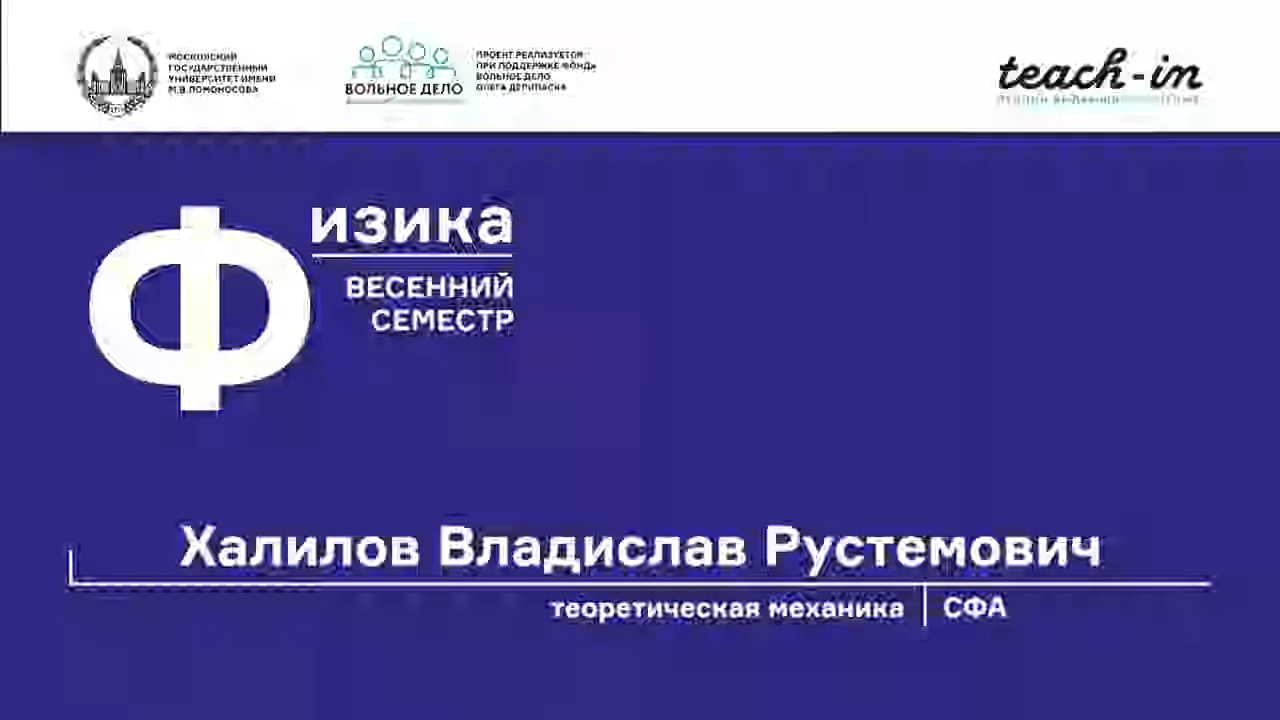 МОСКОВСКИЙ
ГОСУДАРСТВЕННЫЙ
УНИВЕРСИТЕТ ИМЕНИ
М.В.ЛОМОНОСОВА
ВОЛЬНОЕ ДЕЛО
ПРОЕКТ РЕАЛИЗУЕТСЯ
ПРИ ПОДДЕРЖКЕ ФОНДА
ВОЛЬНОЕ ДЕЛО
ОЛЕГА ДЕРИПАСКА
teach-in
Физика
ВЕСЕННИЙ
СЕМЕСТР
Халилов Владислав Рустемович
теоретическая механика СФА